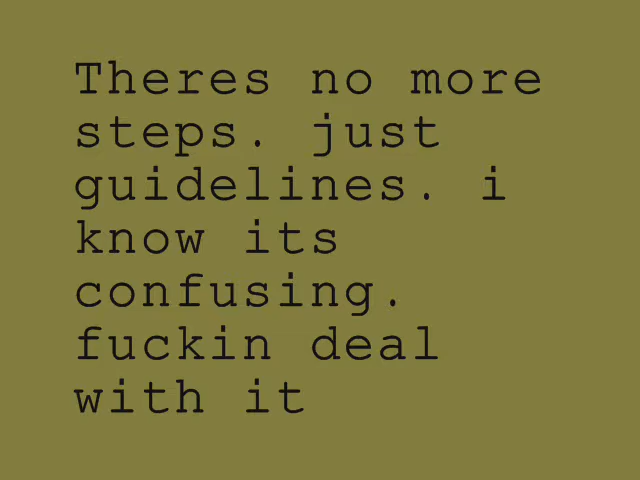 Theres no more
steps. just
guidelines. i
know its
confusing.
fuckin deal
with it